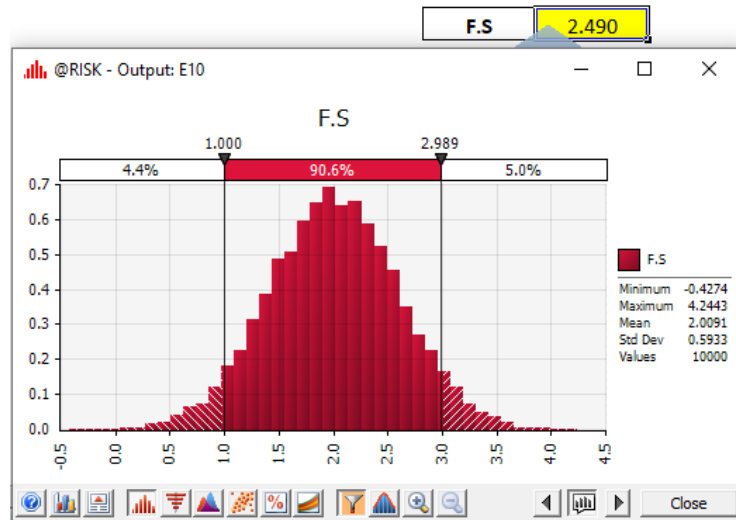 F.S 2.490
@RISK - Output: E10
F.S
1.000 2.989
4.4% 90.6% 5.0%
0.7
0.6
0.5
0.4
0.3
0.2
0.1
0.0
-0.5 0.0 0.5 1.0 1.5 2.0 2.5 3.0 3.5 4.0 4.5
F.S
Minimum -0.4274
Maximum 4.2443
Mean 2.0091
Std Dev 0.5933
Values 10000
Close